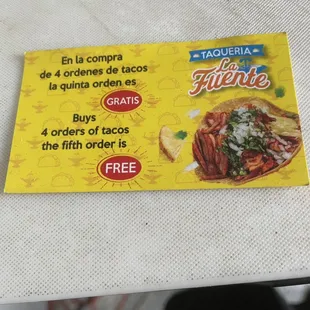 En la compra
de 4 ordenes de tacos
la quinta orden es
GRATIS
Buys
4 orders of tacos
the fifth order is
FREE
TAQUERIA
La
Fuente